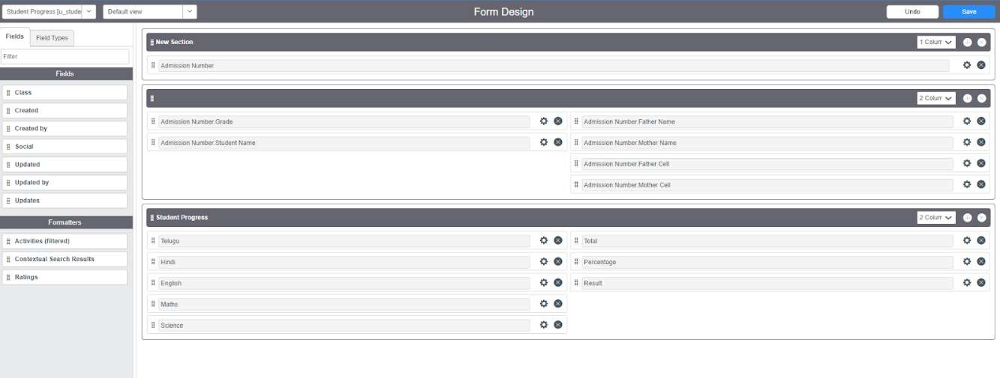 Student Progress [u_stude
Default view
Form Design
Undo
Save
Fields
Field Types
Filter
Fields
Class
Created
Created by
Social
Updated
Updated by
Updates
Formatters
Activities (filtered)
Contextual Search Results
Ratings
New Section
1 Colum
Admission Number
2 Colum
Admission Number.Grade
Admission Number.Student Name
Admission Number.Father Name
Admission Number.Mother Name
Admission Number.Father Cell
Admission Number.Mother Cell
Student Progress
2 Colum
Telugu
Hindi
English
Maths
Science
Total
Percentage
Result